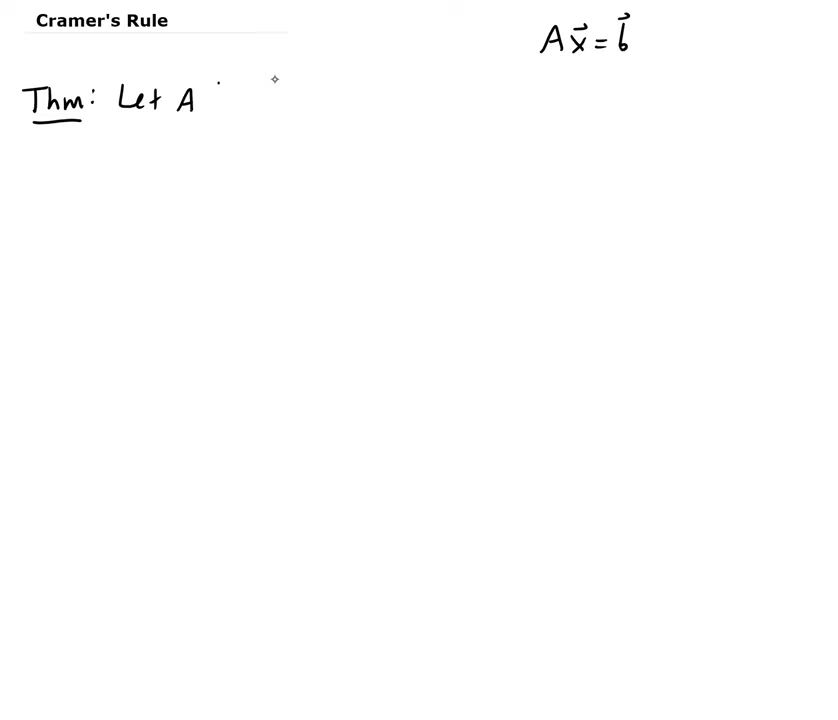 Cramer's Rule
A x⃗ = b⃗
Thm: Let A